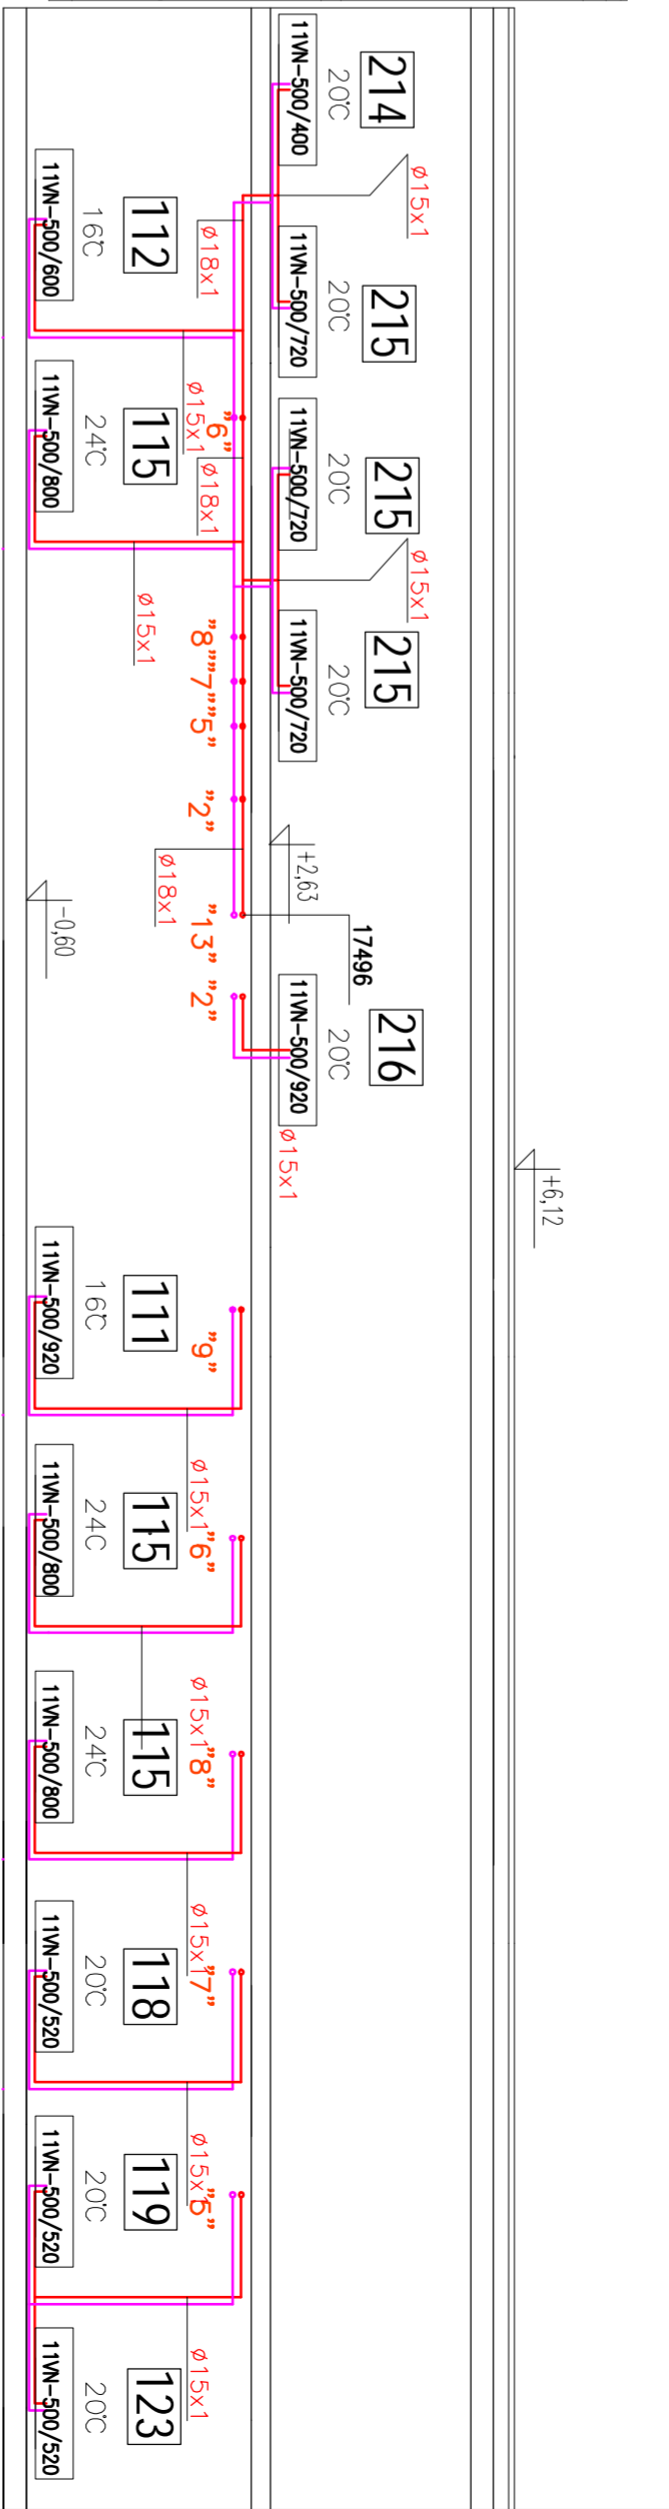 214
20°C
11VN-500/400
ø15x1
215
20°C
11VN-500/720
215
20°C
11VN-500/720
ø15x1
215
20°C
11VN-500/720
+2,63
17496
216
20°C
11VN-500/920
ø15x1
+6,12
ø18x1
112
16°C
11VN-500/600
ø15x1
"6"
ø18x1
115
24°C
11VN-500/800
ø15x1
"8"
"7"
"5"
"2"
ø18x1
"13"
"2"
-0,60
"9"
111
16°C
11VN-500/920
ø15x1
"6"
115
24°C
11VN-500/800
ø15x1
"8"
115
24°C
11VN-500/800
ø15x1
"7"
118
20°C
11VN-500/520
ø15x1
"5"
119
20°C
11VN-500/520
ø15x1
123
20°C
11VN-500/520